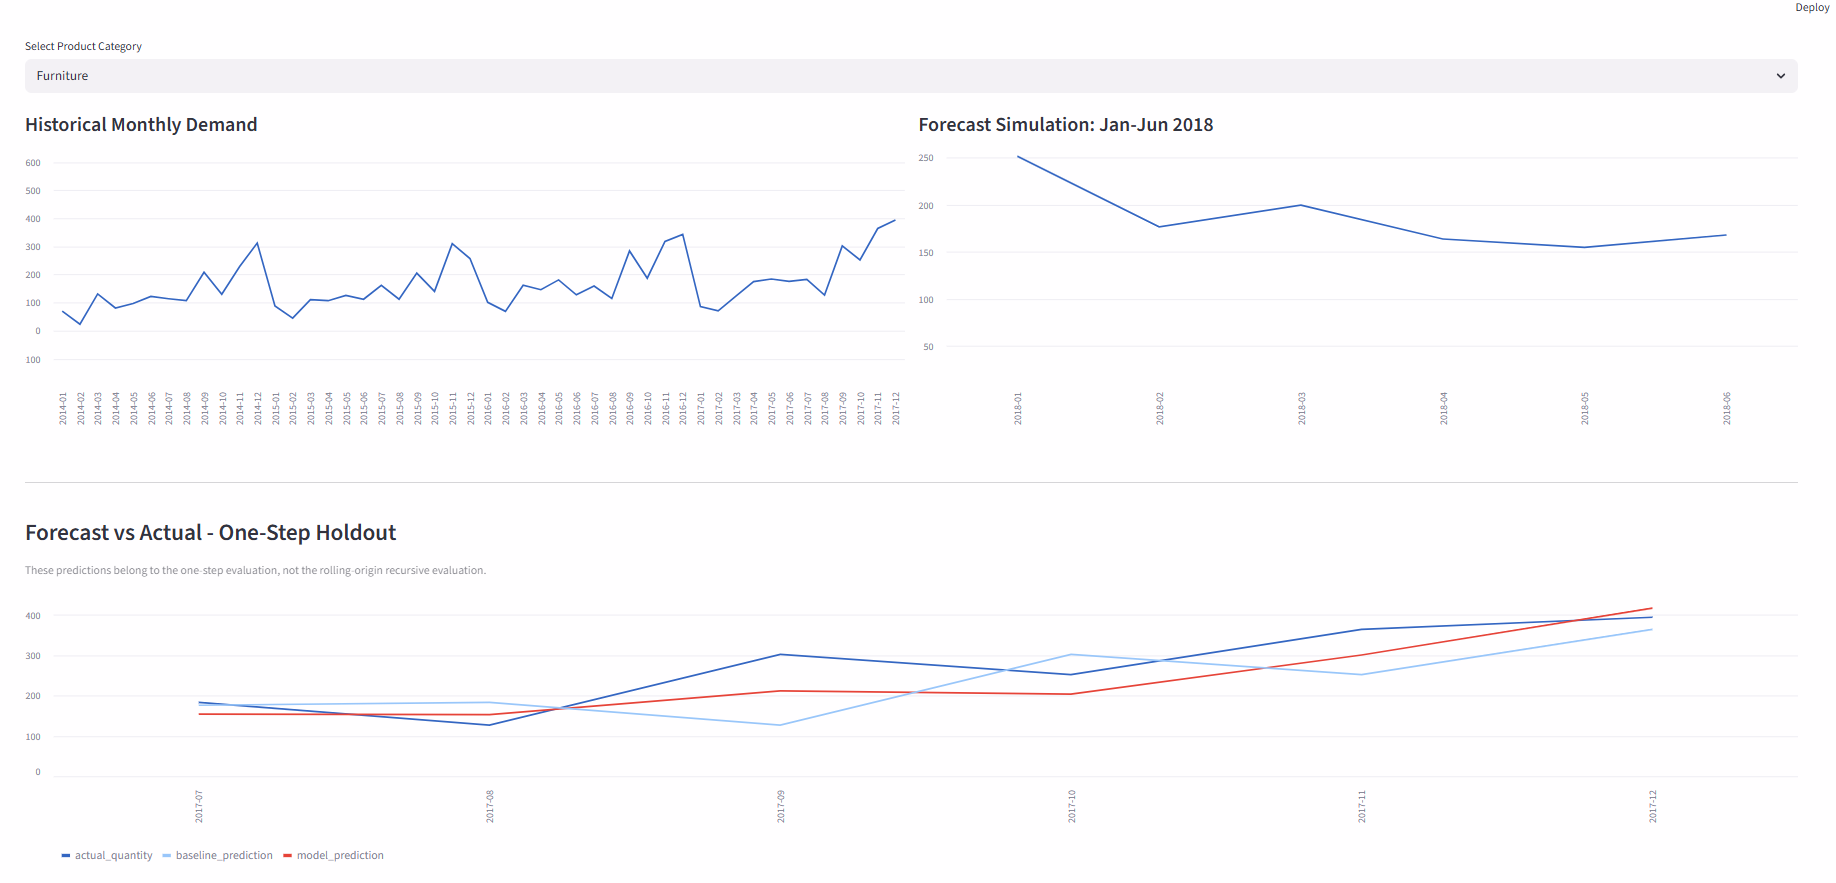 Deploy
Select Product Category
Furniture
Historical Monthly Demand
600
500
400
300
200
100
0
100
2014-01 2014-02 2014-03 2014-04 2014-05 2014-06 2014-07 2014-08 2014-09 2014-10 2014-11 2014-12 2015-01 2015-02 2015-03 2015-04 2015-05 2015-06 2015-07 2015-08 2015-09 2015-10 2015-11 2015-12 2016-01 2016-02 2016-03 2016-04 2016-05 2016-06 2016-07 2016-08 2016-09 2016-10 2016-11 2016-12 2017-01 2017-02 2017-03 2017-04 2017-05 2017-06 2017-07 2017-08 2017-09 2017-10 2017-11 2017-12
Forecast Simulation: Jan-Jun 2018
250
200
150
100
50
2018-01 2018-02 2018-03 2018-04 2018-05 2018-06
Forecast vs Actual - One-Step Holdout
These predictions belong to the one-step evaluation, not the rolling-origin recursive evaluation.
400
300
200
100
0
2017-07 2017-08 2017-09 2017-10 2017-11 2017-12
actual_quantity baseline_prediction model_prediction